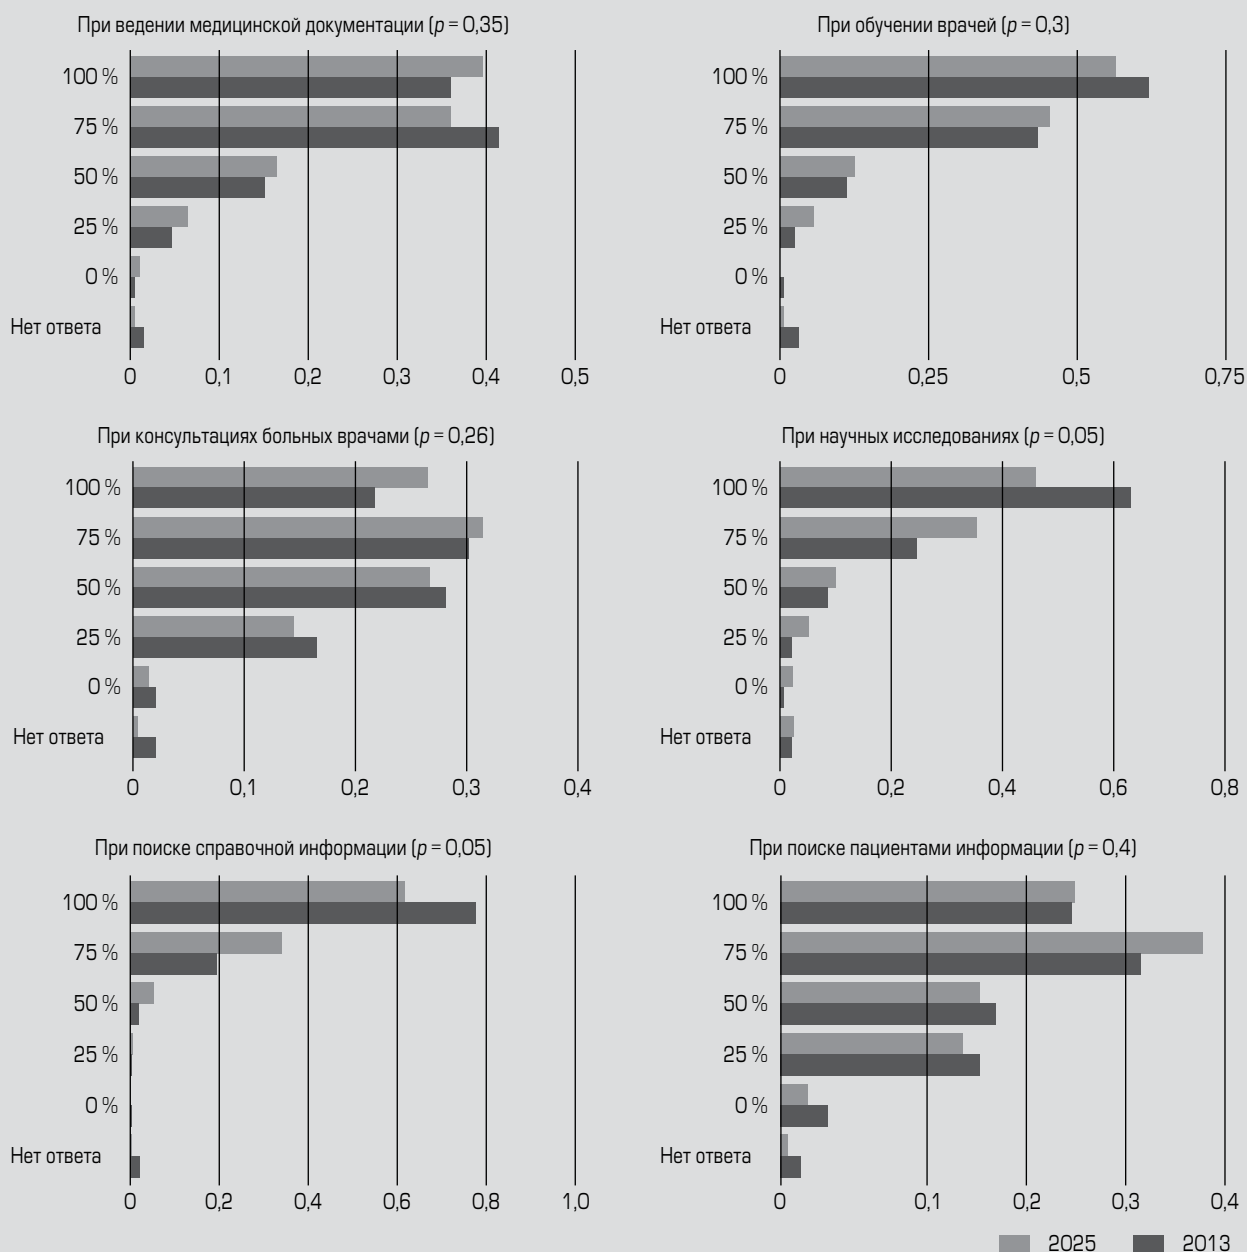 При ведении медицинской документации (p = 0,35)
100 %
75 %
50 %
25 %
0 %
Нет ответа
0 0,1 0,2 0,3 0,4 0,5
При обучении врачей (p = 0,3)
100 %
75 %
50 %
25 %
0 %
Нет ответа
0 0,25 0,5 0,75
При консультациях больных врачами (p = 0,26)
100 %
75 %
50 %
25 %
0 %
Нет ответа
0 0,1 0,2 0,3 0,4
При научных исследованиях (p = 0,05)
100 %
75 %
50 %
25 %
0 %
Нет ответа
0 0,2 0,4 0,6 0,8
При поиске справочной информации (p = 0,05)
100 %
75 %
50 %
25 %
0 %
Нет ответа
0 0,2 0,4 0,6 0,8 1,0
При поиске пациентами информации (p = 0,4)
100 %
75 %
50 %
25 %
0 %
Нет ответа
0 0,1 0,2 0,3 0,4
2025 2013